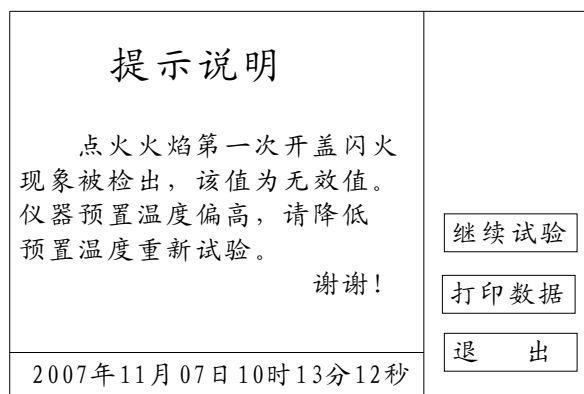 提示说明
点火火焰第一次开盖闪火
现象被检出，该值为无效值。
仪器预置温度偏高，请降低
预置温度重新试验。
谢谢！
继续试验
打印数据
退 出
2007年11月07日10时13分12秒